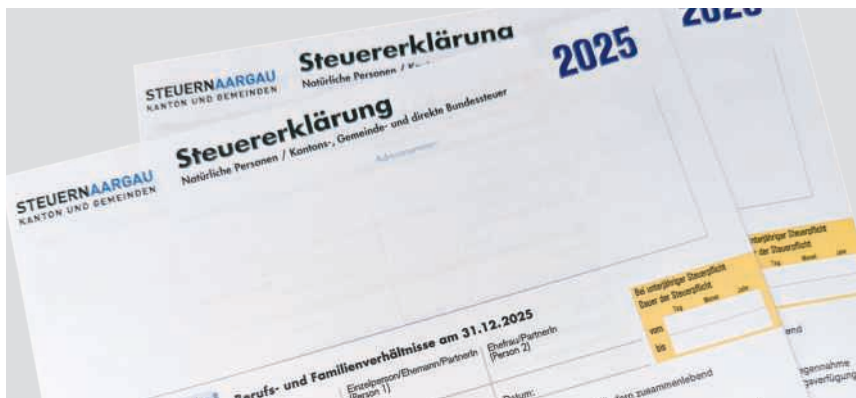 Steuererklärung
STEUERNAARGAU
KANTON UND GEMEINDEN
Natürliche Personen /
2025
2025
Steuererklärung
STEUERNAARGAU
KANTON UND GEMEINDEN
Natürliche Personen / Kantons-, Gemeinde- und direkte Bundessteuer
Adressnummer:
unterjähriger Steuerpflicht
der Steuerpflicht
Tag Monat Jahr
Bei unterjähriger Steuerpflicht
Dauer der Steuerpflicht
Tag Monat Jahr
vom
bis
Berufs- und Familienverhältnisse am 31.12.2025
Einzelperson/Ehemann/PartnerIn
(Person 1)
Ehefrau/PartnerIn
(Person 2)
Datum:
zusammenlebend